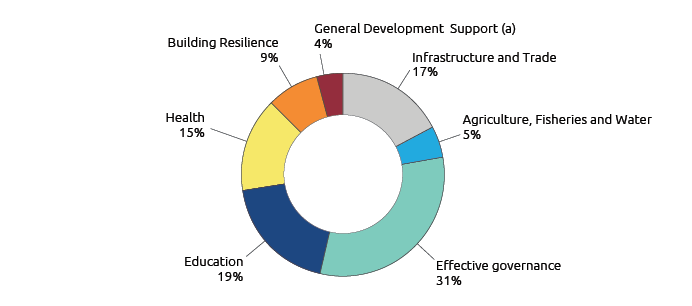 General Development  Support (a)
4%
Infrastructure and Trade
17%
Agriculture, Fisheries and Water
5%
Effective governance
31%
Education
19%
Health
15%
Building Resilience
9%